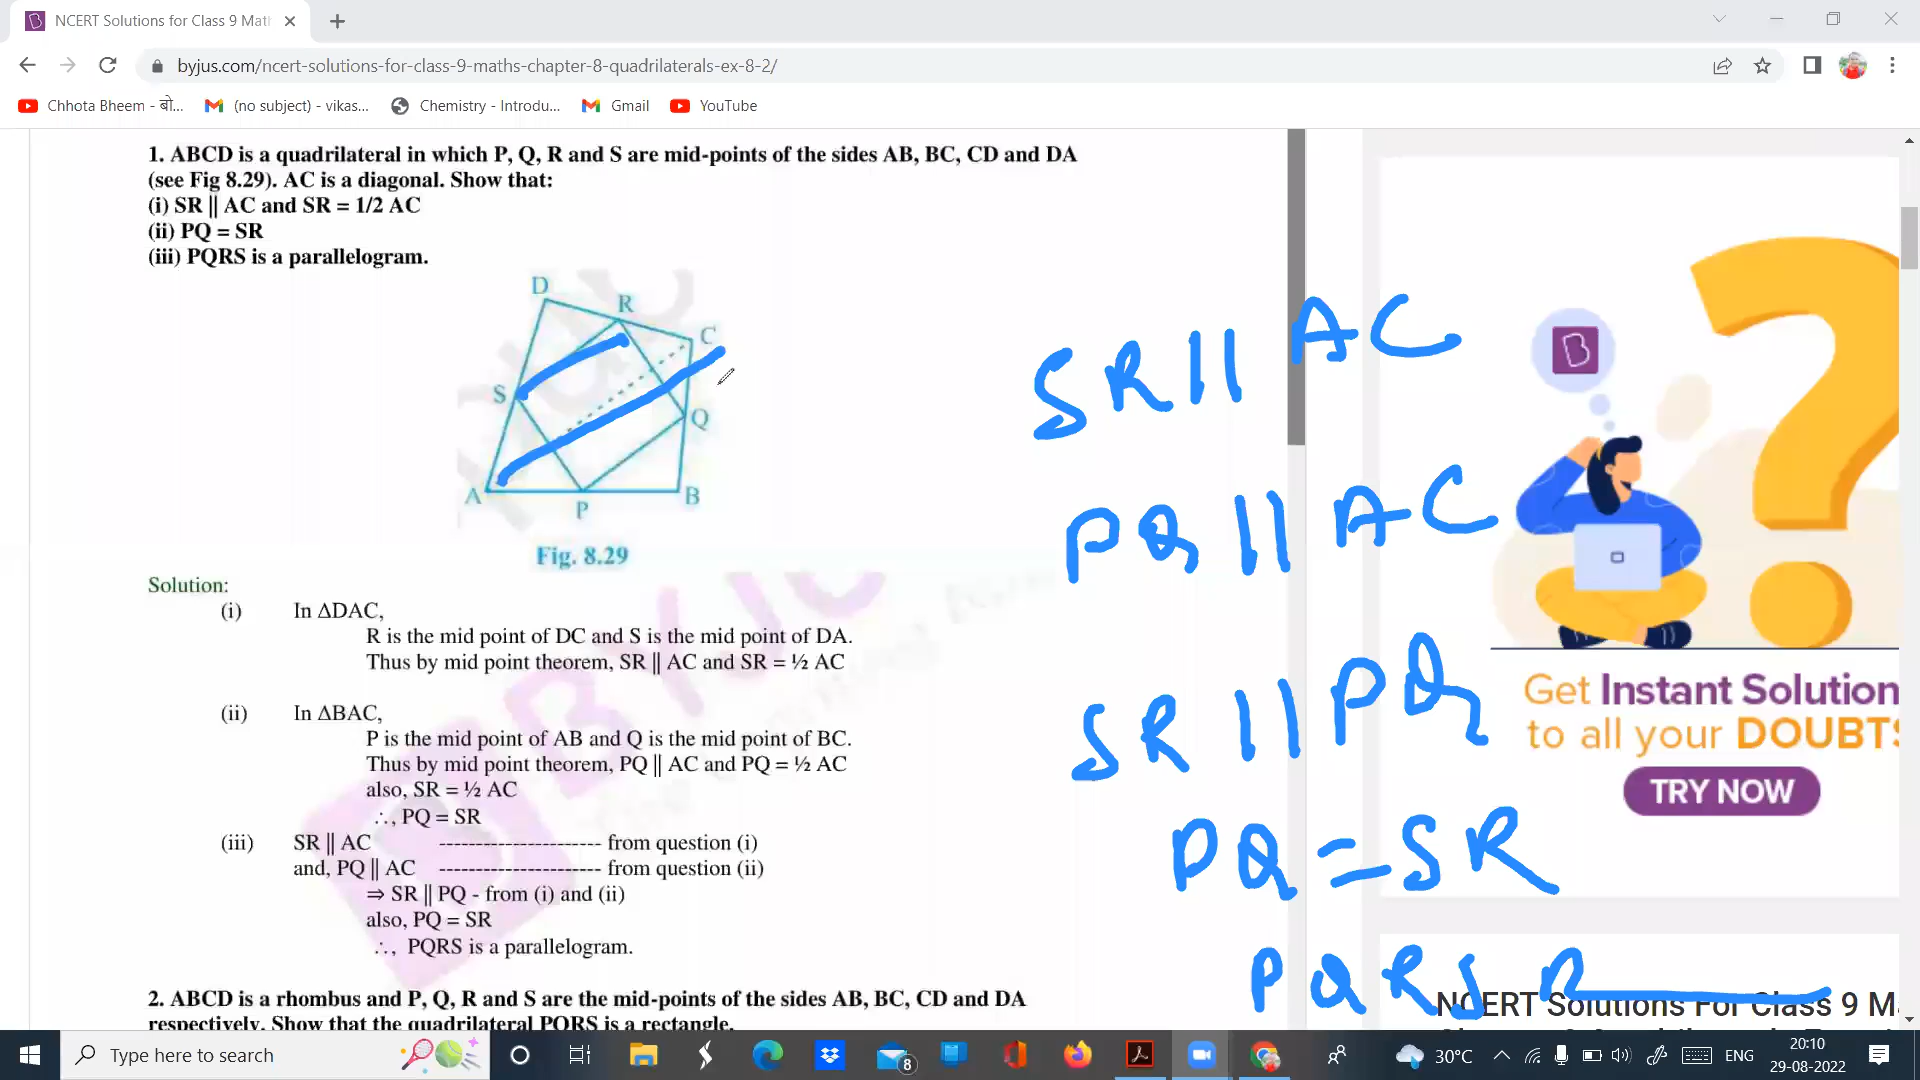 NCERT Solutions for Class 9 Math
byjus.com/ncert-solutions-for-class-9-maths-chapter-8-quadrilaterals-ex-8-2/
Chhota Bheem - बो...
(no subject) - vikas...
Chemistry - Introdu...
Gmail
YouTube
1. ABCD is a quadrilateral in which P, Q, R and S are mid-points of the sides AB, BC, CD and DA
(see Fig 8.29). AC is a diagonal. Show that:
(i) SR || AC and SR = 1/2 AC
(ii) PQ = SR
(iii) PQRS is a parallelogram.
D
R
C
S
Q
A
P
B
Fig. 8.29
SR || AC
PQ || AC
SR || PQ
PQ = SR
PQRS
Solution:
(i) In ΔDAC,
R is the mid point of DC and S is the mid point of DA.
Thus by mid point theorem, SR || AC and SR = ½ AC
(ii) In ΔBAC,
P is the mid point of AB and Q is the mid point of BC.
Thus by mid point theorem, PQ || AC and PQ = ½ AC
also, SR = ½ AC
∴, PQ = SR
(iii) SR || AC ---------------------- from question (i)
and, PQ || AC ---------------------- from question (ii)
⇒ SR || PQ - from (i) and (ii)
also, PQ = SR
∴, PQRS is a parallelogram.
2. ABCD is a rhombus and P, Q, R and S are the mid-points of the sides AB, BC, CD and DA
respectively. Show that the quadrilateral PQRS is a rectangle.
Get Instant Solution
to all your DOUBTS
TRY NOW
NCERT Solutions For Class 9 M
Type here to search
8
30°C
ENG
20:10
29-08-2022